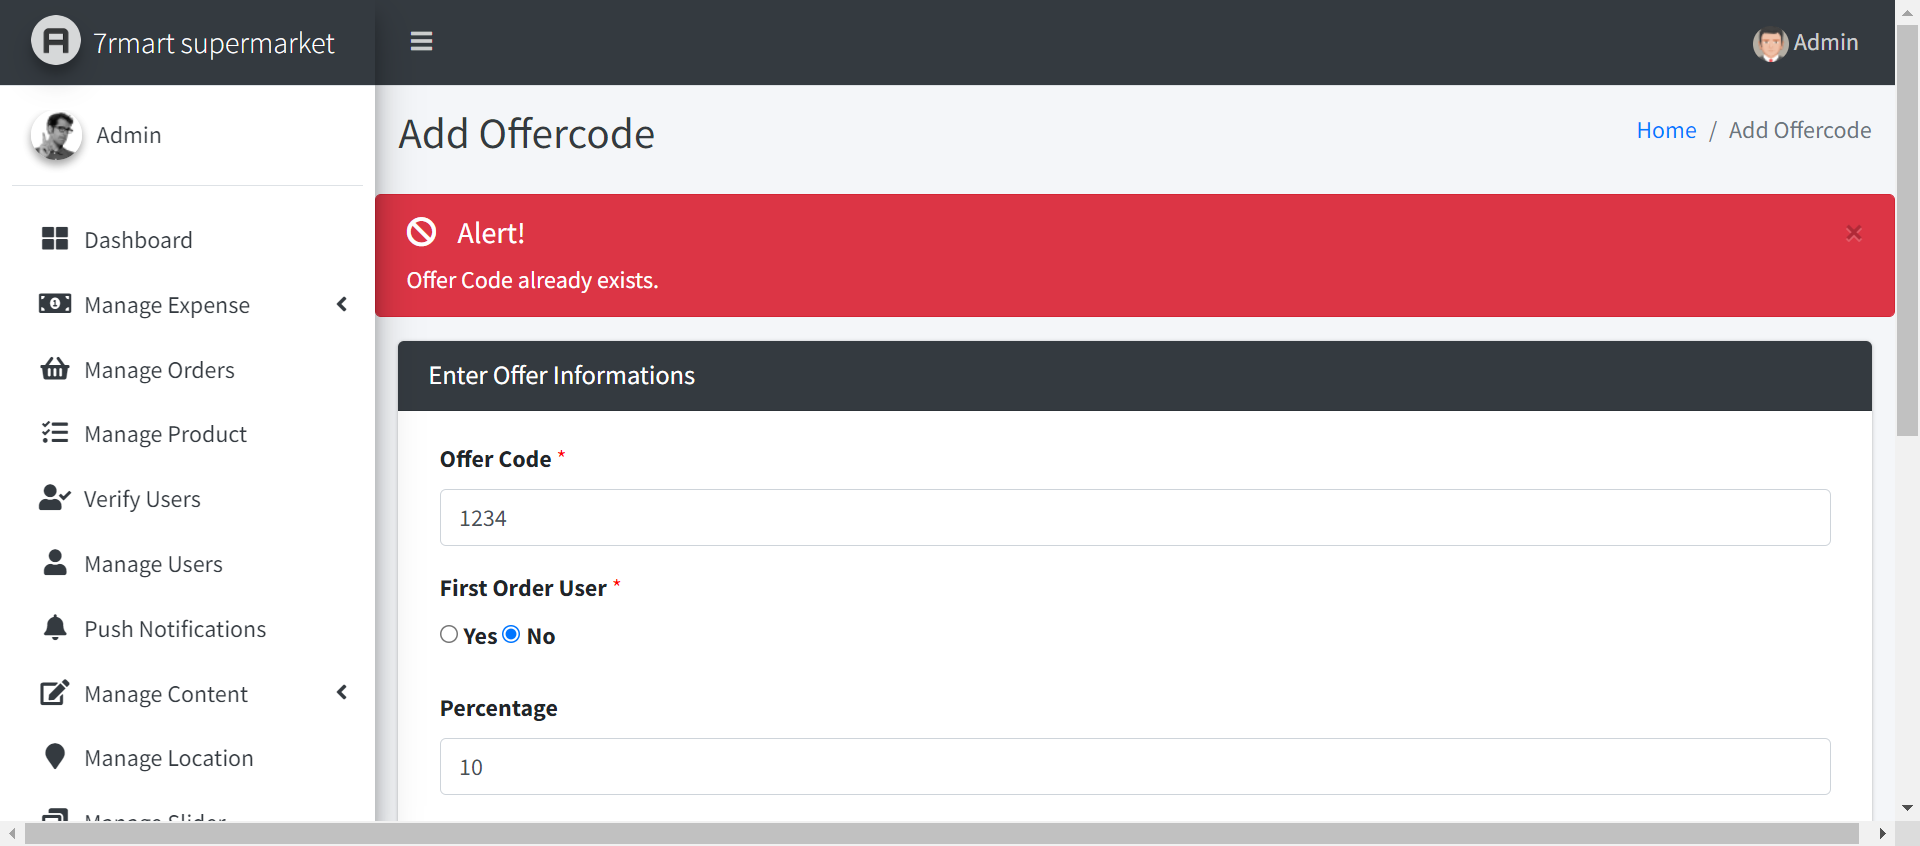 7rmart supermarket
Admin
Admin
Add Offercode
Home / Add Offercode
Alert!
×
Offer Code already exists.
Dashboard
Manage Expense
Manage Orders
Manage Product
Verify Users
Manage Users
Push Notifications
Manage Content
Manage Location
Manage Slider
Enter Offer Informations
Offer Code *
1234
First Order User *
Yes No
Percentage
10